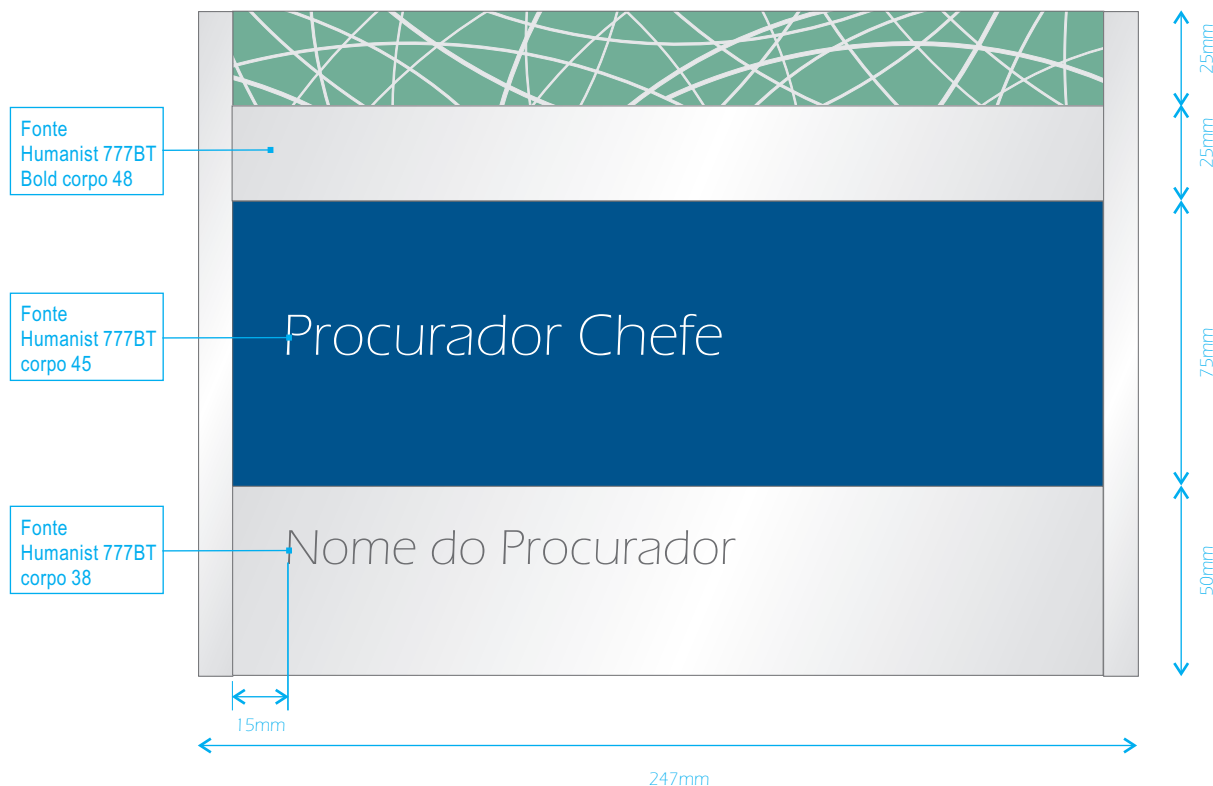 25mm
Fonte
Humanist 777BT
Bold corpo 48
25mm
Fonte
Humanist 777BT
corpo 45
Procurador Chefe
75mm
Fonte
Humanist 777BT
corpo 38
Nome do Procurador
50mm
15mm
247mm